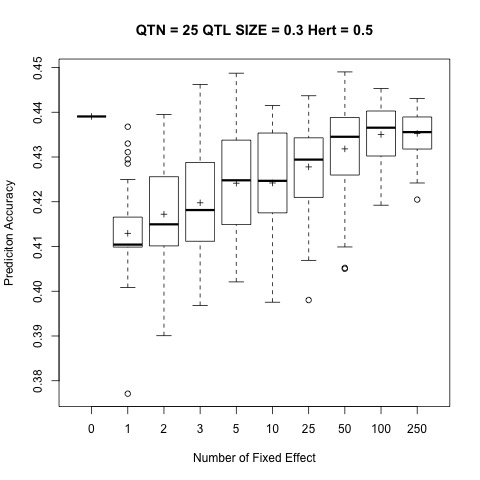 QTN = 25 QTL SIZE = 0.3 Hert = 0.5
Prediciton Accuracy
0.45
0.44
0.43
0.42
0.41
0.40
0.39
0.38
0 1 2 3 5 10 25 50 100 250
Number of Fixed Effect